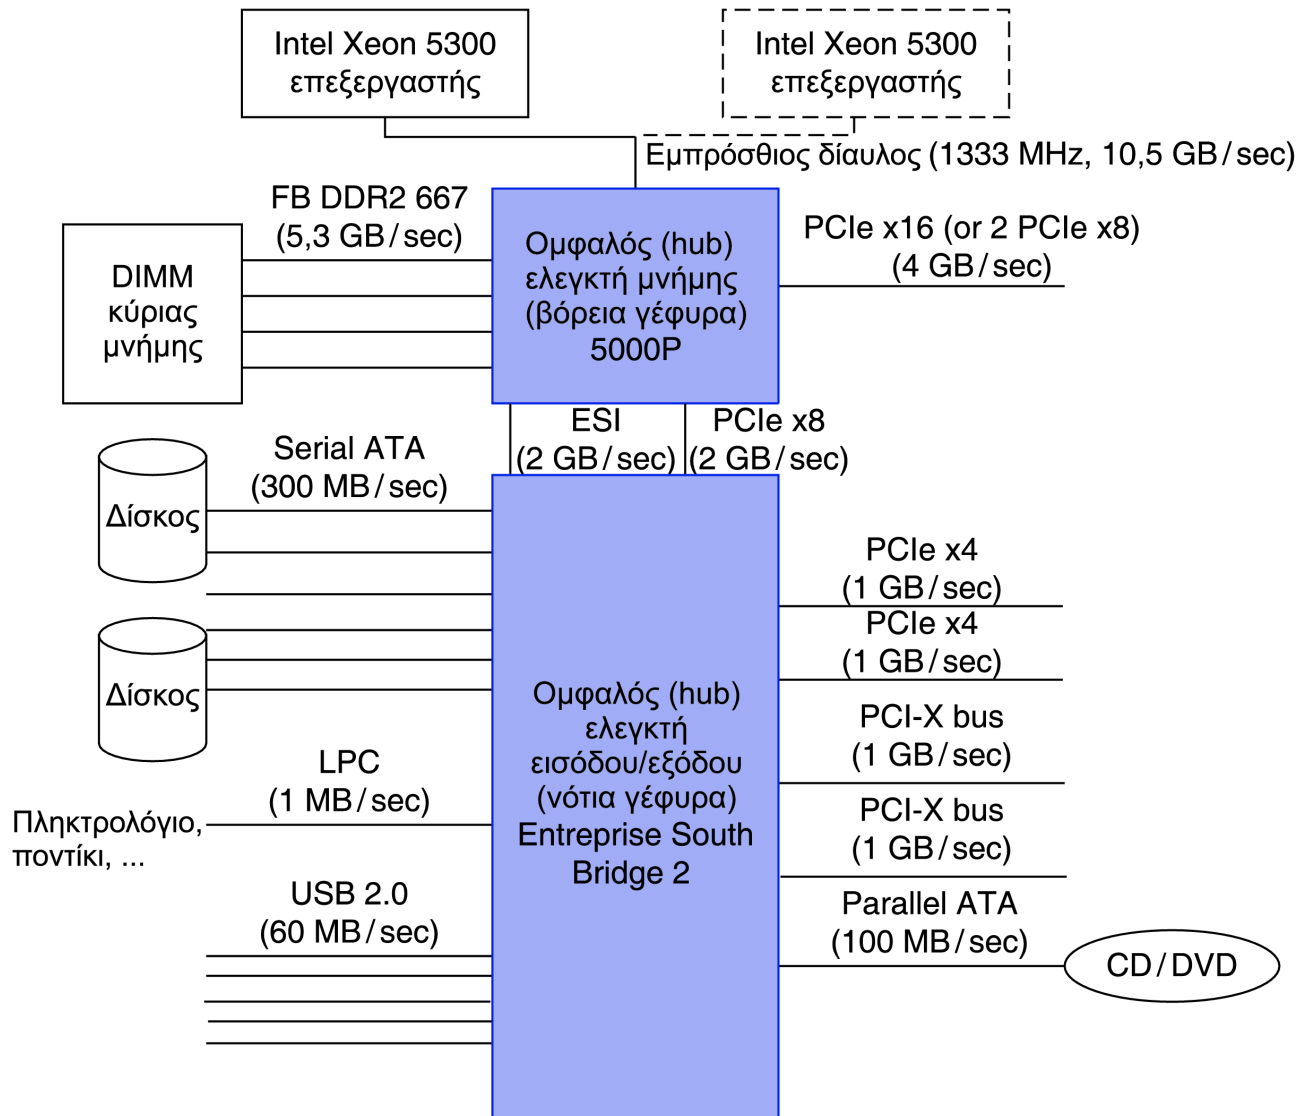 Intel Xeon 5300
επεξεργαστής
Intel Xeon 5300
επεξεργαστής
Εμπρόσθιος δίαυλος (1333 MHz, 10,5 GB/sec)
FB DDR2 667
(5,3 GB/sec)
DIMM
κύριας
μνήμης
Ομφαλός (hub)
ελεγκτή μνήμης
(βόρεια γέφυρα)
5000P
PCIe x16 (or 2 PCIe x8)
(4 GB/sec)
ESI
(2 GB/sec)
PCIe x8
(2 GB/sec)
Serial ATA
(300 MB/sec)
Δίσκος
Δίσκος
LPC
(1 MB/sec)
Πληκτρολόγιο,
ποντίκι, ...
USB 2.0
(60 MB/sec)
Ομφαλός (hub)
ελεγκτή
εισόδου/εξόδου
(νότια γέφυρα)
Entreprise South
Bridge 2
PCIe x4
(1 GB/sec)
PCIe x4
(1 GB/sec)
PCI-X bus
(1 GB/sec)
PCI-X bus
(1 GB/sec)
Parallel ATA
(100 MB/sec)
CD/DVD